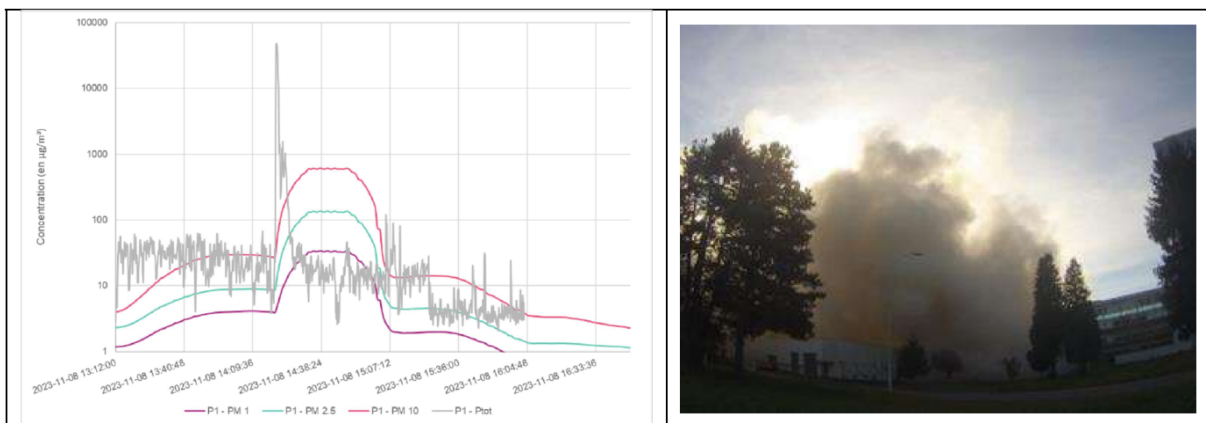 Concentration (en µg/m³)
100000
10000
1000
100
10
1
2023-11-08 13:12:00
2023-11-08 13:40:48
2023-11-08 14:09:36
2023-11-08 14:38:24
2023-11-08 15:07:12
2023-11-08 15:36:00
2023-11-08 16:04:48
2023-11-08 16:33:36
P1 - PM 1
P1 - PM 2.5
P1 - PM 10
P1 - Ptot